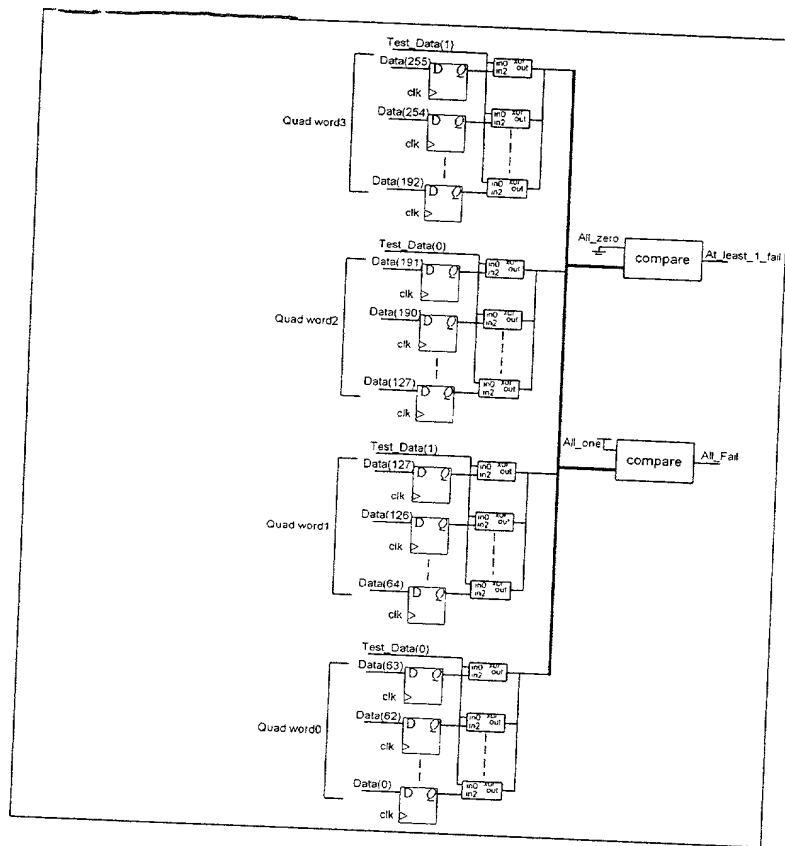 Test_Data(1)
Data(255)
D Q
in0 xor
in2 out
clk
Data(254)
D Q
in0 xor
in2 out
Quad word3
clk
Data(192)
D Q
in0 xor
in2 out
clk
Test_Data(0)
Data(191)
D Q
in0 xor
in2 out
clk
All_zero
compare
At_least_1_fail
Data(190)
D Q
in0 xor
in2 out
Quad word2
clk
Data(127)
D Q
in0 xor
in2 out
clk
Test_Data(1)
Data(127)
D Q
in0 xor
in2 out
clk
All_one
compare
All_Fail
Data(126)
D Q
in0 xor
in2 out
Quad word1
clk
Data(64)
D Q
in0 xor
in2 out
clk
Test_Data(0)
Data(63)
D Q
in0 xor
in2 out
clk
Data(62)
D Q
in0 xor
in2 out
Quad word0
clk
Data(0)
D Q
in0 xor
in2 out
clk